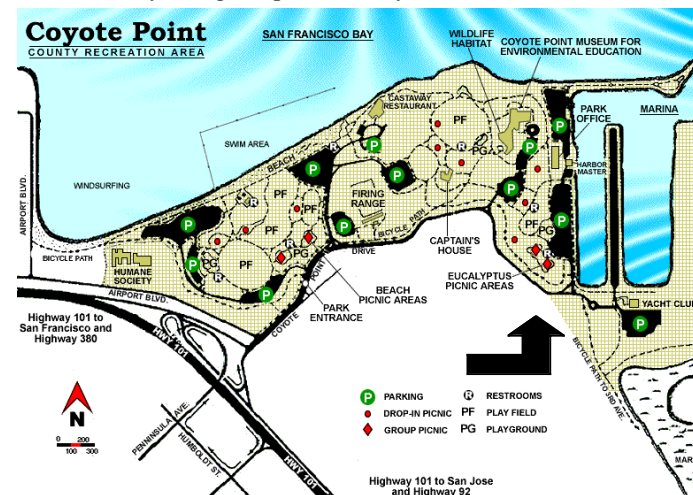 Coyote Point
COUNTY RECREATION AREA
SAN FRANCISCO BAY
WILDLIFE
HABITAT
COYOTE POINT MUSEUM FOR
ENVIRONMENTAL EDUCATION
CASTAWAY
RESTAURANT
PF
PG
R
P
PARK
OFFICE
MARINA
HARBOR
MASTER
SWIM AREA
BEACH
WINDSURFING
AIRPORT BLVD.
BICYCLE PATH
HUMANE
SOCIETY
AIRPORT BLVD.
PF
PF
PF
PF
PG
PG
R
R
R
P
P
P
P
FIRING
RANGE
P
P
P
BICYCLE PATH
DRIVE
POINT
COYOTE
CAPTAIN'S
HOUSE
R
P
P
P
P
R
PF
PG
R
EUCALYPTUS
PICNIC AREAS
BEACH
PICNIC AREAS
PARK
ENTRANCE
YACHT CLU
P
BICYCLE PATH TO 3RD AVE.
Highway 101 to
San Francisco and
Highway 380
HWY 101
N
0 200
100 300
PENINSULA AVE.
HUMBOLDT ST.
HWY 101
P PARKING
DROP-IN PICNIC
GROUP PICNIC
R RESTROOMS
PF PLAY FIELD
PG PLAYGROUND
MAR
Highway 101 to San Jose
and Highway 92